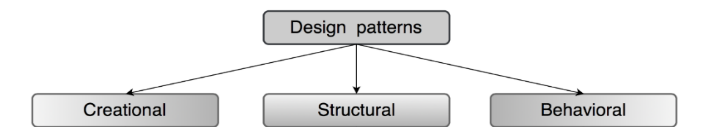 Design patterns
Creational
Structural
Behavioral